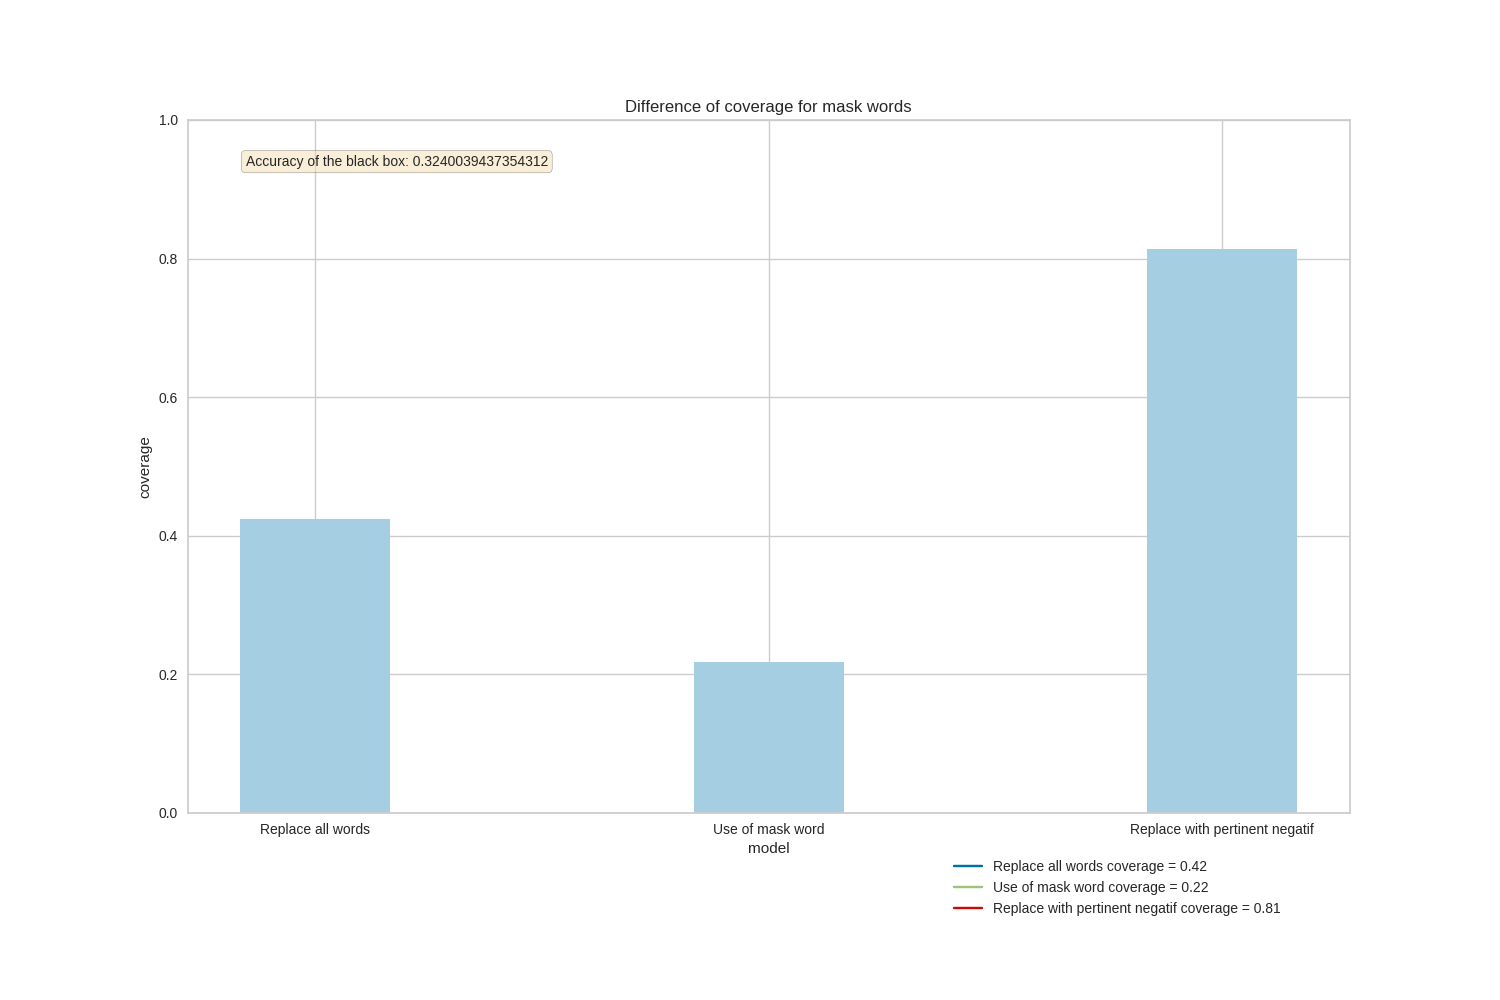 Difference of coverage for mask words
1.0
Accuracy of the black box: 0.3240039437354312
0.8
0.6
coverage
0.4
0.2
0.0
Replace all words
Use of mask word
Replace with pertinent negatif
model
Replace all words coverage = 0.42
Use of mask word coverage = 0.22
Replace with pertinent negatif coverage = 0.81